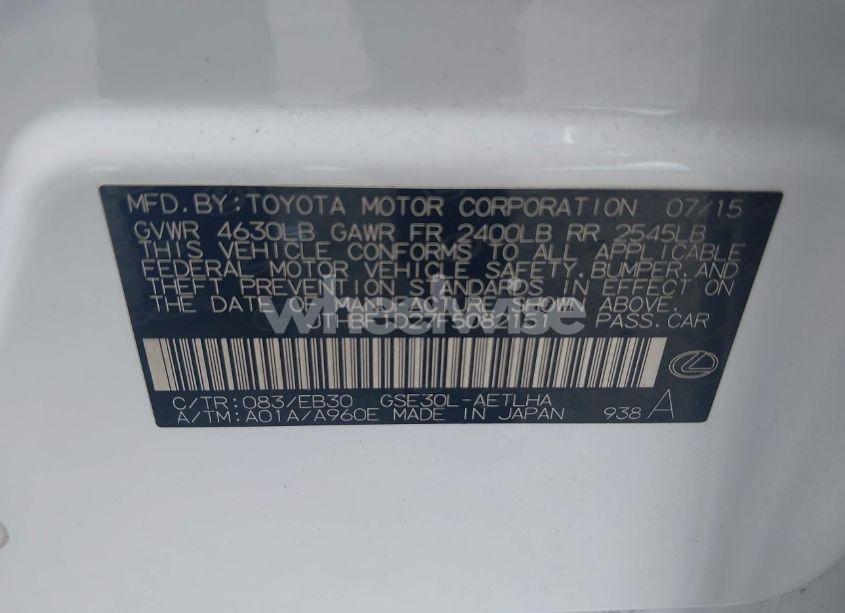 MFD. BY: TOYOTA MOTOR CORPORATION 07/15
GVWR 4630LB GAWR FR 2400LB RR 2545LB
THIS VEHICLE CONFORMS TO ALL APPLICABLE
FEDERAL MOTOR VEHICLE SAFETY, BUMPER, AND
THEFT PREVENTION STANDARDS IN EFFECT ON
THE DATE OF MANUFACTURE SHOWN ABOVE.
PASS. CAR
wheelwise
C/TR: 083/EB30 GSE30L-AETLHA
A/TM: A01A/A960E MADE IN JAPAN 938 A